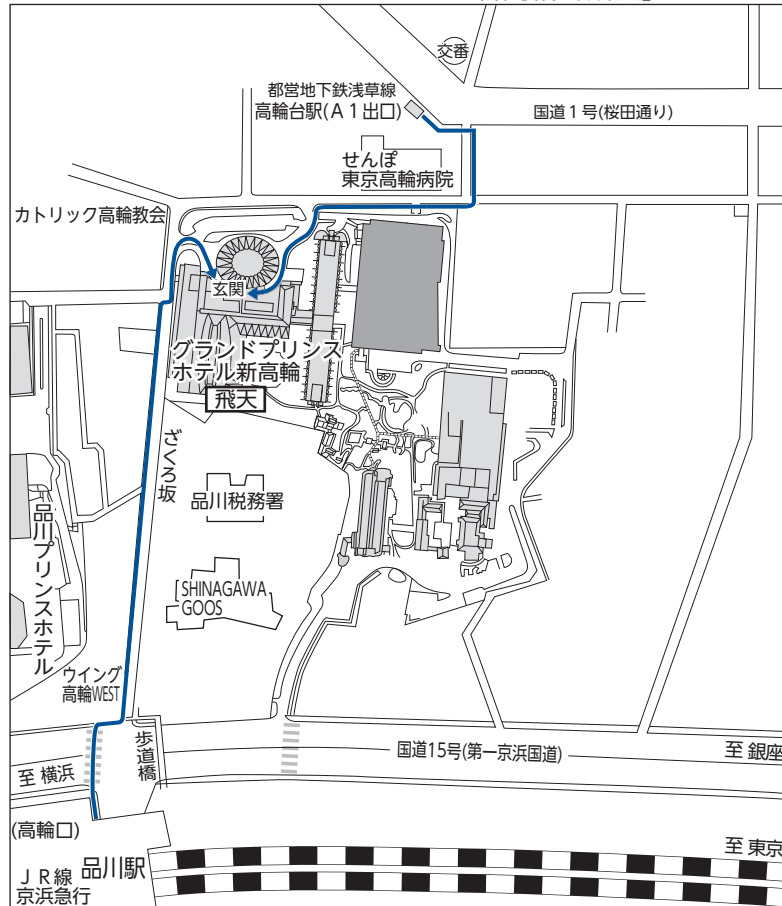 交番
都営地下鉄浅草線
高輪台駅(A1出口)
国道1号(桜田通り)
せんぽ
東京高輪病院
カトリック高輪教会
玄関
グランドプリンス
ホテル新高輪
飛天
ざくろ坂
品川税務署
品川プリンスホテル
SHINAGAWA
GOOS
ウイング
高輪WEST
歩道橋
国道15号(第一京浜国道)
至 銀座
至 横浜
(高輪口)
至 東京
JR線 品川駅
京浜急行